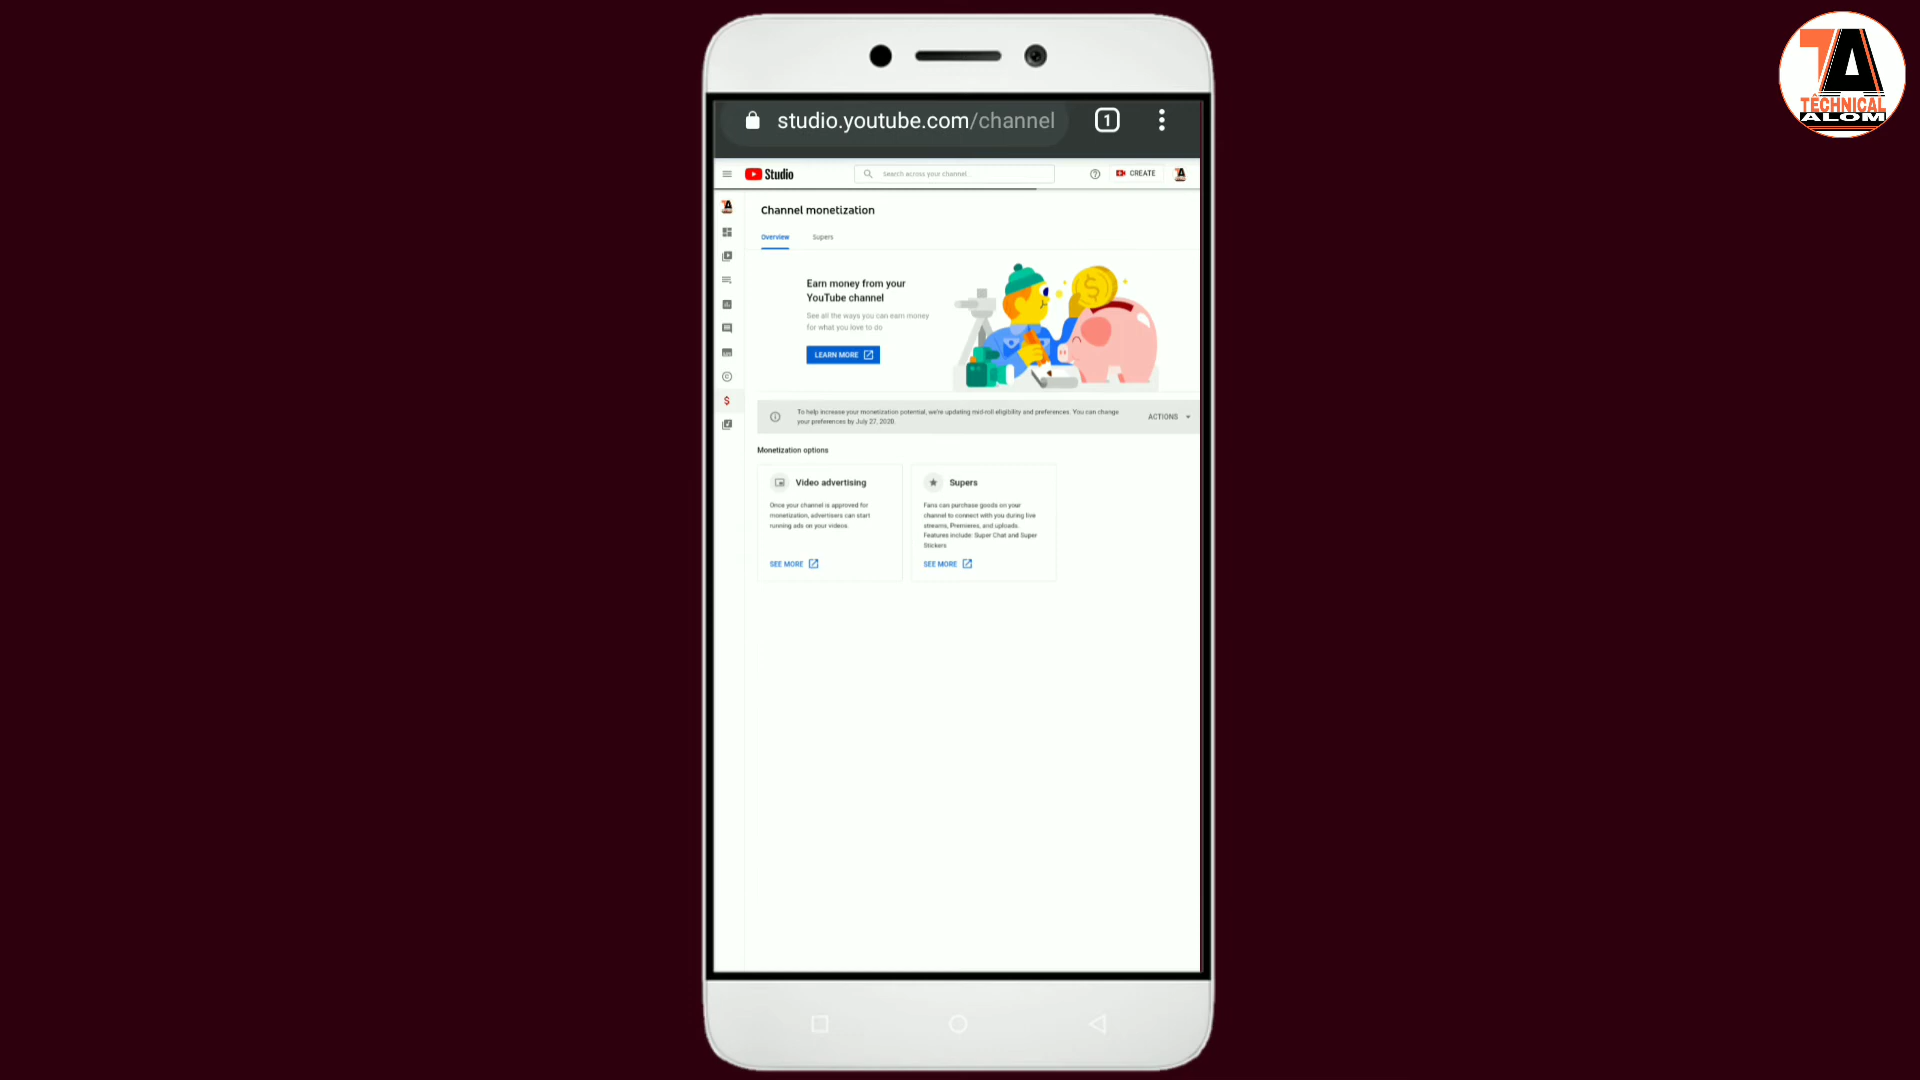 studio.youtube.com/channel
1
Studio
Search across your channel
CREATE
Channel monetization
Overview
Supers
Earn money from your
YouTube channel
See all the ways you can earn money
for what you love to do
LEARN MORE
To help increase your monetization potential, we're updating mid-roll eligibility and preferences. You can change
your preferences by July 27, 2020.
ACTIONS
Monetization options
Video advertising
Once your channel is approved for
monetization, advertisers can start
running ads on your videos.
SEE MORE
Supers
Fans can purchase goods on your
channel to connect with you during live
streams, Premieres, and uploads.
Features include: Super Chat and Super
Stickers
SEE MORE
TA
TÊCHNICAL
ALOM